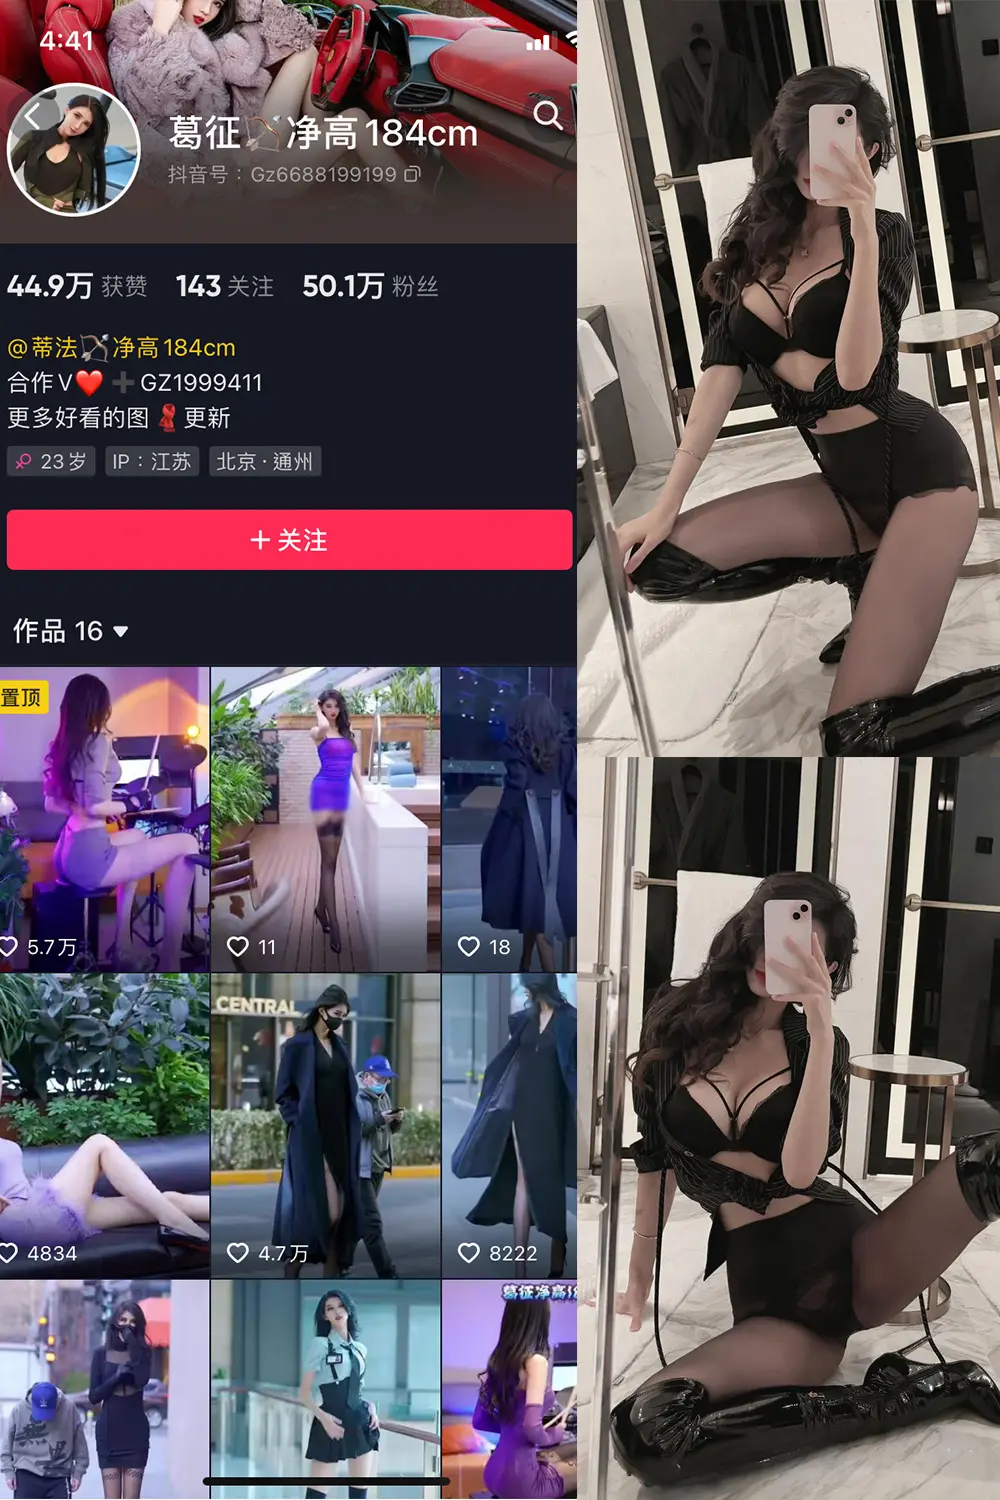 4:41
葛征🏹净高184cm
抖音号：Gz6688199199
44.9万 获赞 143 关注 50.1万 粉丝
@蒂法🏹净高184cm
合作V❤️➕GZ1999411
更多好看的图🧣更新
23岁 IP：江苏 北京·通州
+ 关注
作品 16
置顶
5.7万 11 18
CENTRAL
4834 4.7万 8222
葛征净高